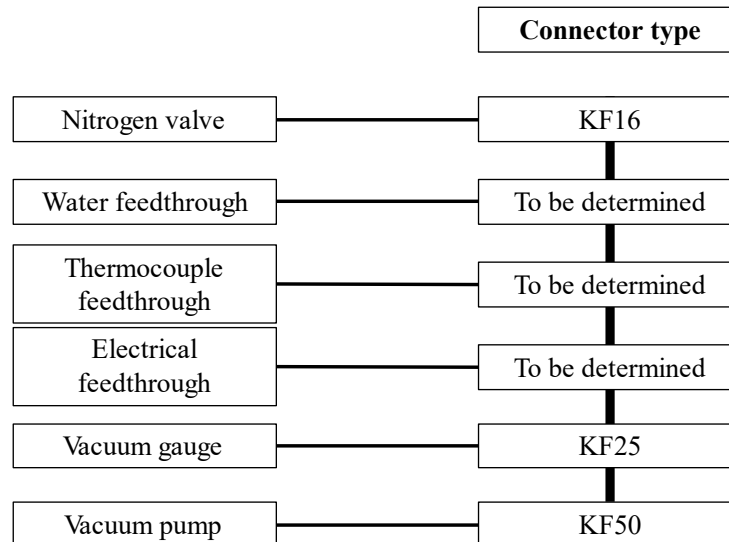 Connector type
Nitrogen valve
KF16
Water feedthrough
To be determined
Thermocouple
feedthrough
To be determined
Electrical
feedthrough
To be determined
Vacuum gauge
KF25
Vacuum pump
KF50